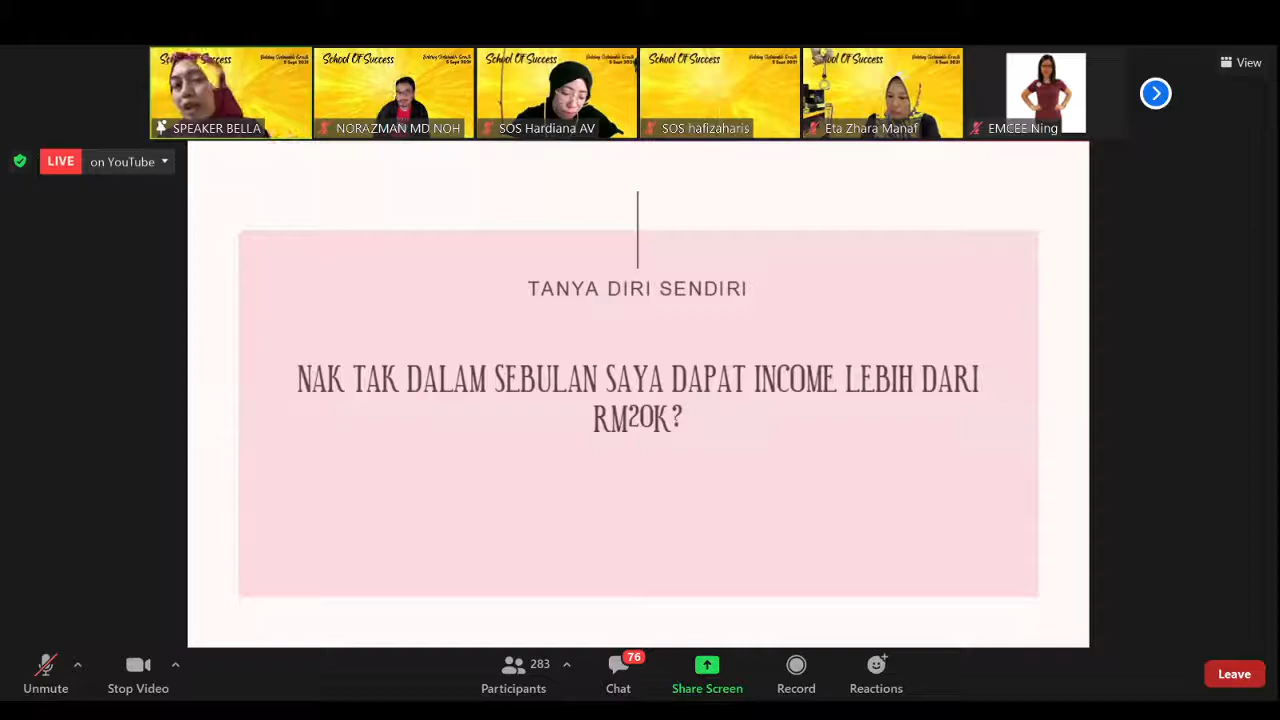 School Of Success
School Of Success
School Of Success
School Of Success
School Of Success
View
SPEAKER BELLA
NORAZMAN MD NOH
SOS Hardiana AV
SOS hafizaharis
Eta Zhara Manaf
EMCEE Ning
LIVE on YouTube
TANYA DIRI SENDIRI
NAK TAK DALAM SEBULAN SAYA DAPAT INCOME LEBIH DARI
RM20K?
283
76
Unmute
Stop Video
Participants
Chat
Share Screen
Record
Reactions
Leave